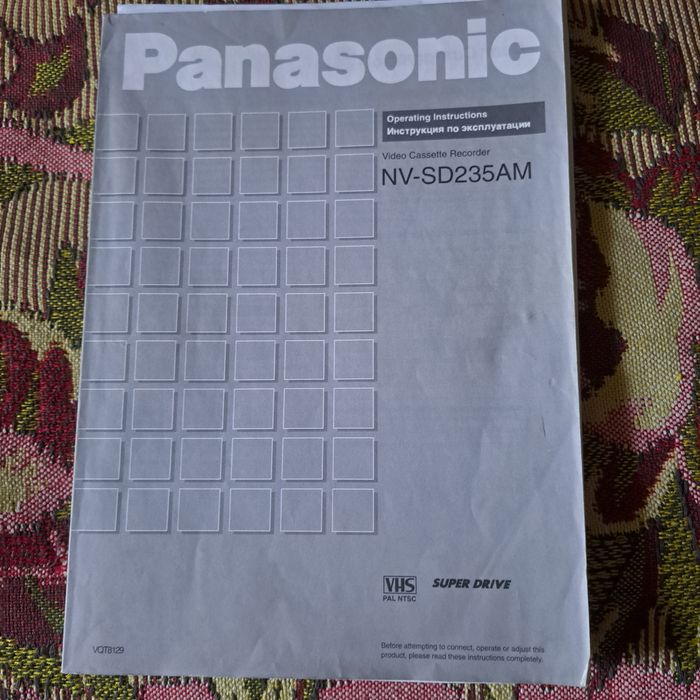 Panasonic
Operating Instructions
Инструкция по эксплуатации
Video Cassette Recorder
NV-SD235AM
VHS
PAL NTSC
SUPER DRIVE
VQT8129
Before attempting to connect, operate or adjust this
product, please read these instructions completely.